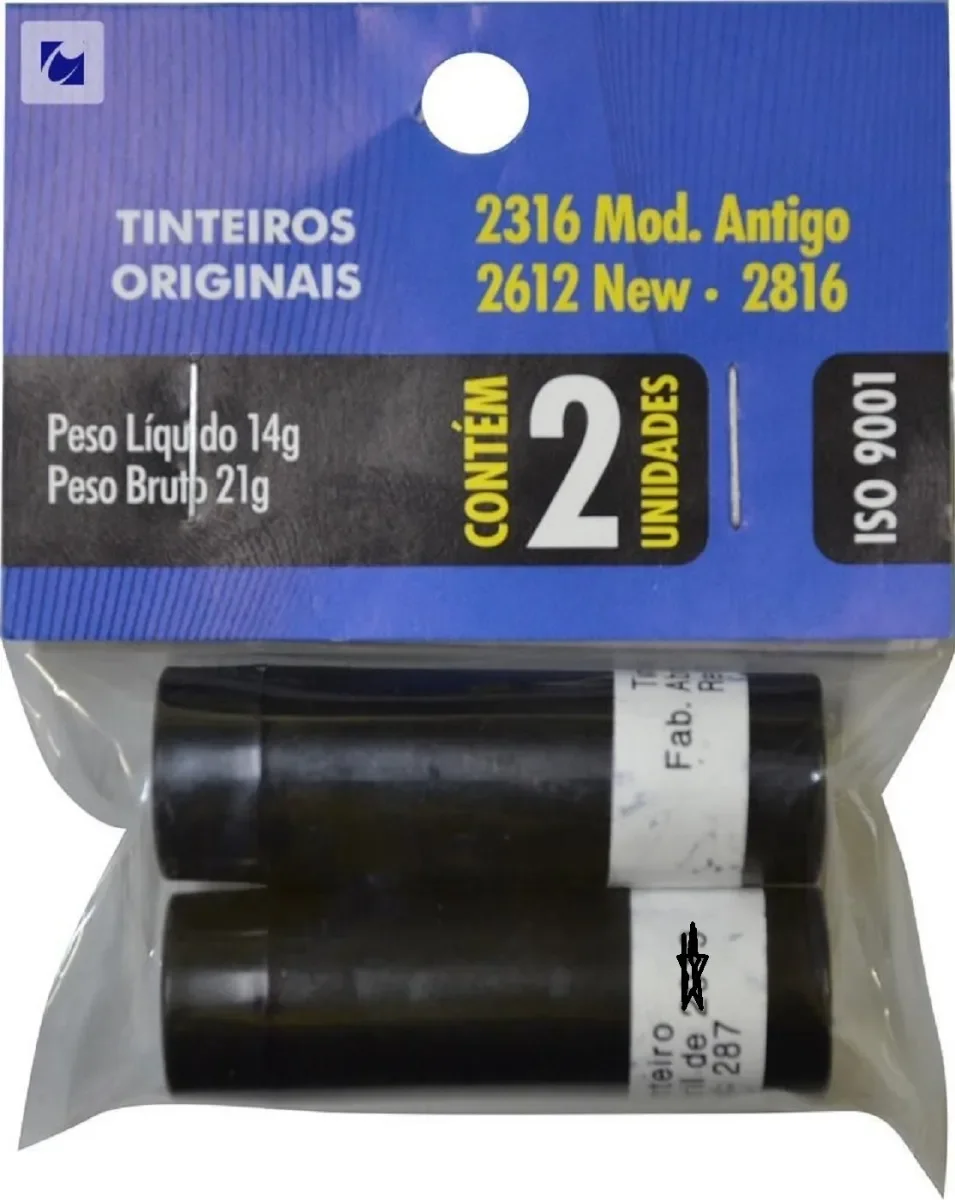 TINTEIROS
ORIGINAIS
2316 Mod. Antigo
2612 New • 2816
Peso Líquido 14g
Peso Bruto 21g
CONTÉM
2
UNIDADES
ISO 9001
Fab.
de
287